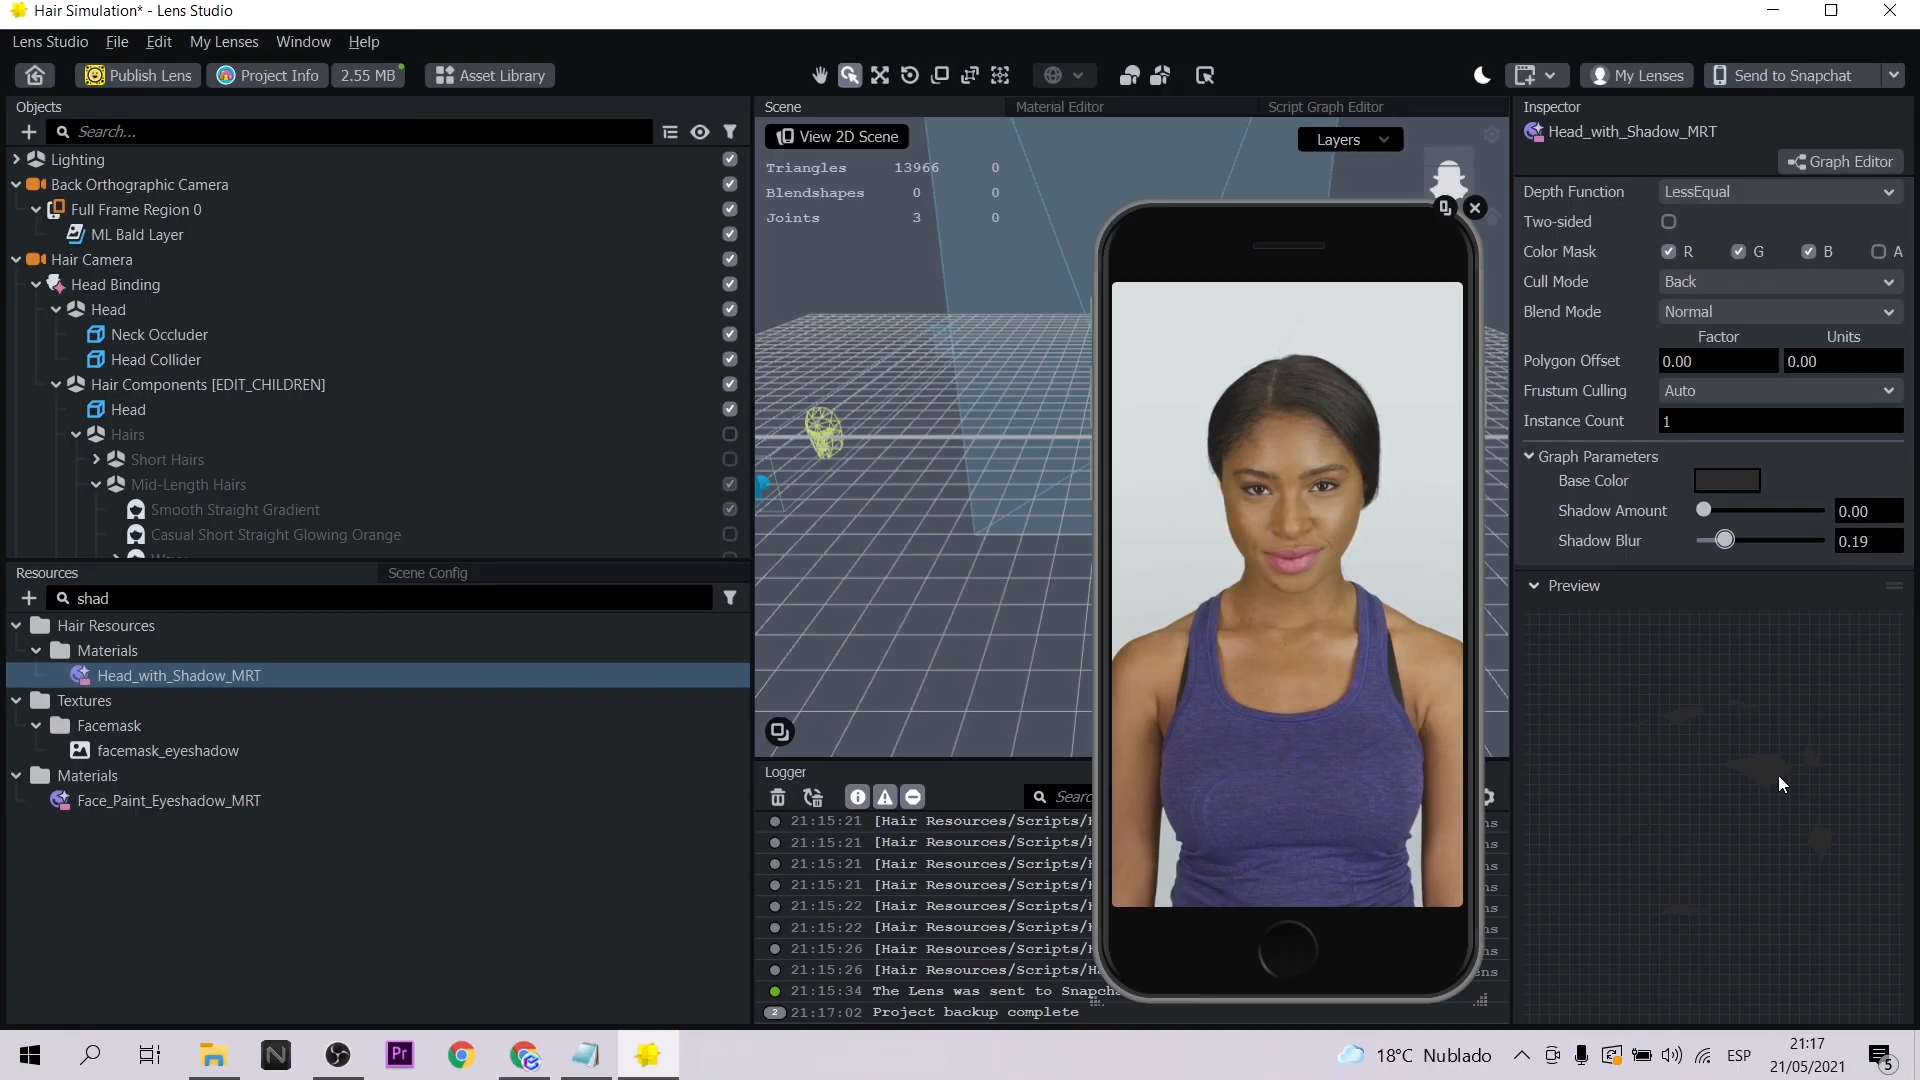 Hair Simulation* - Lens Studio
Lens Studio File Edit My Lenses Window Help
Publish Lens Project Info 2.55 MB Asset Library My Lenses Send to Snapchat
Objects
Search...
Lighting
Back Orthographic Camera
Full Frame Region 0
ML Bald Layer
Hair Camera
Head Binding
Head
Neck Occluder
Head Collider
Hair Components [EDIT_CHILDREN]
Head
Hairs
Short Hairs
Mid-Length Hairs
Smooth Straight Gradient
Casual Short Straight Glowing Orange
Resources Scene Config
shad
Hair Resources
Materials
Head_with_Shadow_MRT
Textures
Facemask
facemask_eyeshadow
Materials
Face_Paint_Eyeshadow_MRT
Scene Material Editor Script Graph Editor
View 2D Scene Layers
Triangles 13966 0
Blendshapes 0 0
Joints 3 0
Logger
Searc
21:15:21 [Hair Resources/Scripts/H
21:15:21 [Hair Resources/Scripts/H
21:15:21 [Hair Resources/Scripts/H
21:15:21 [Hair Resources/Scripts/H
21:15:22 [Hair Resources/Scripts/H
21:15:22 [Hair Resources/Scripts/H
21:15:26 [Hair Resources/Scripts/H
21:15:26 [Hair Resources/Scripts/Ha
21:15:34 The Lens was sent to Snapcha
2 21:17:02 Project backup complete
Inspector
Head_with_Shadow_MRT
Graph Editor
Depth Function LessEqual
Two-sided
Color Mask R G B A
Cull Mode Back
Blend Mode Normal
Factor Units
Polygon Offset 0.00 0.00
Frustum Culling Auto
Instance Count 1
Graph Parameters
Base Color
Shadow Amount 0.00
Shadow Blur 0.19
Preview
N Pr 18°C Nublado ESP 21:17
21/05/2021 5